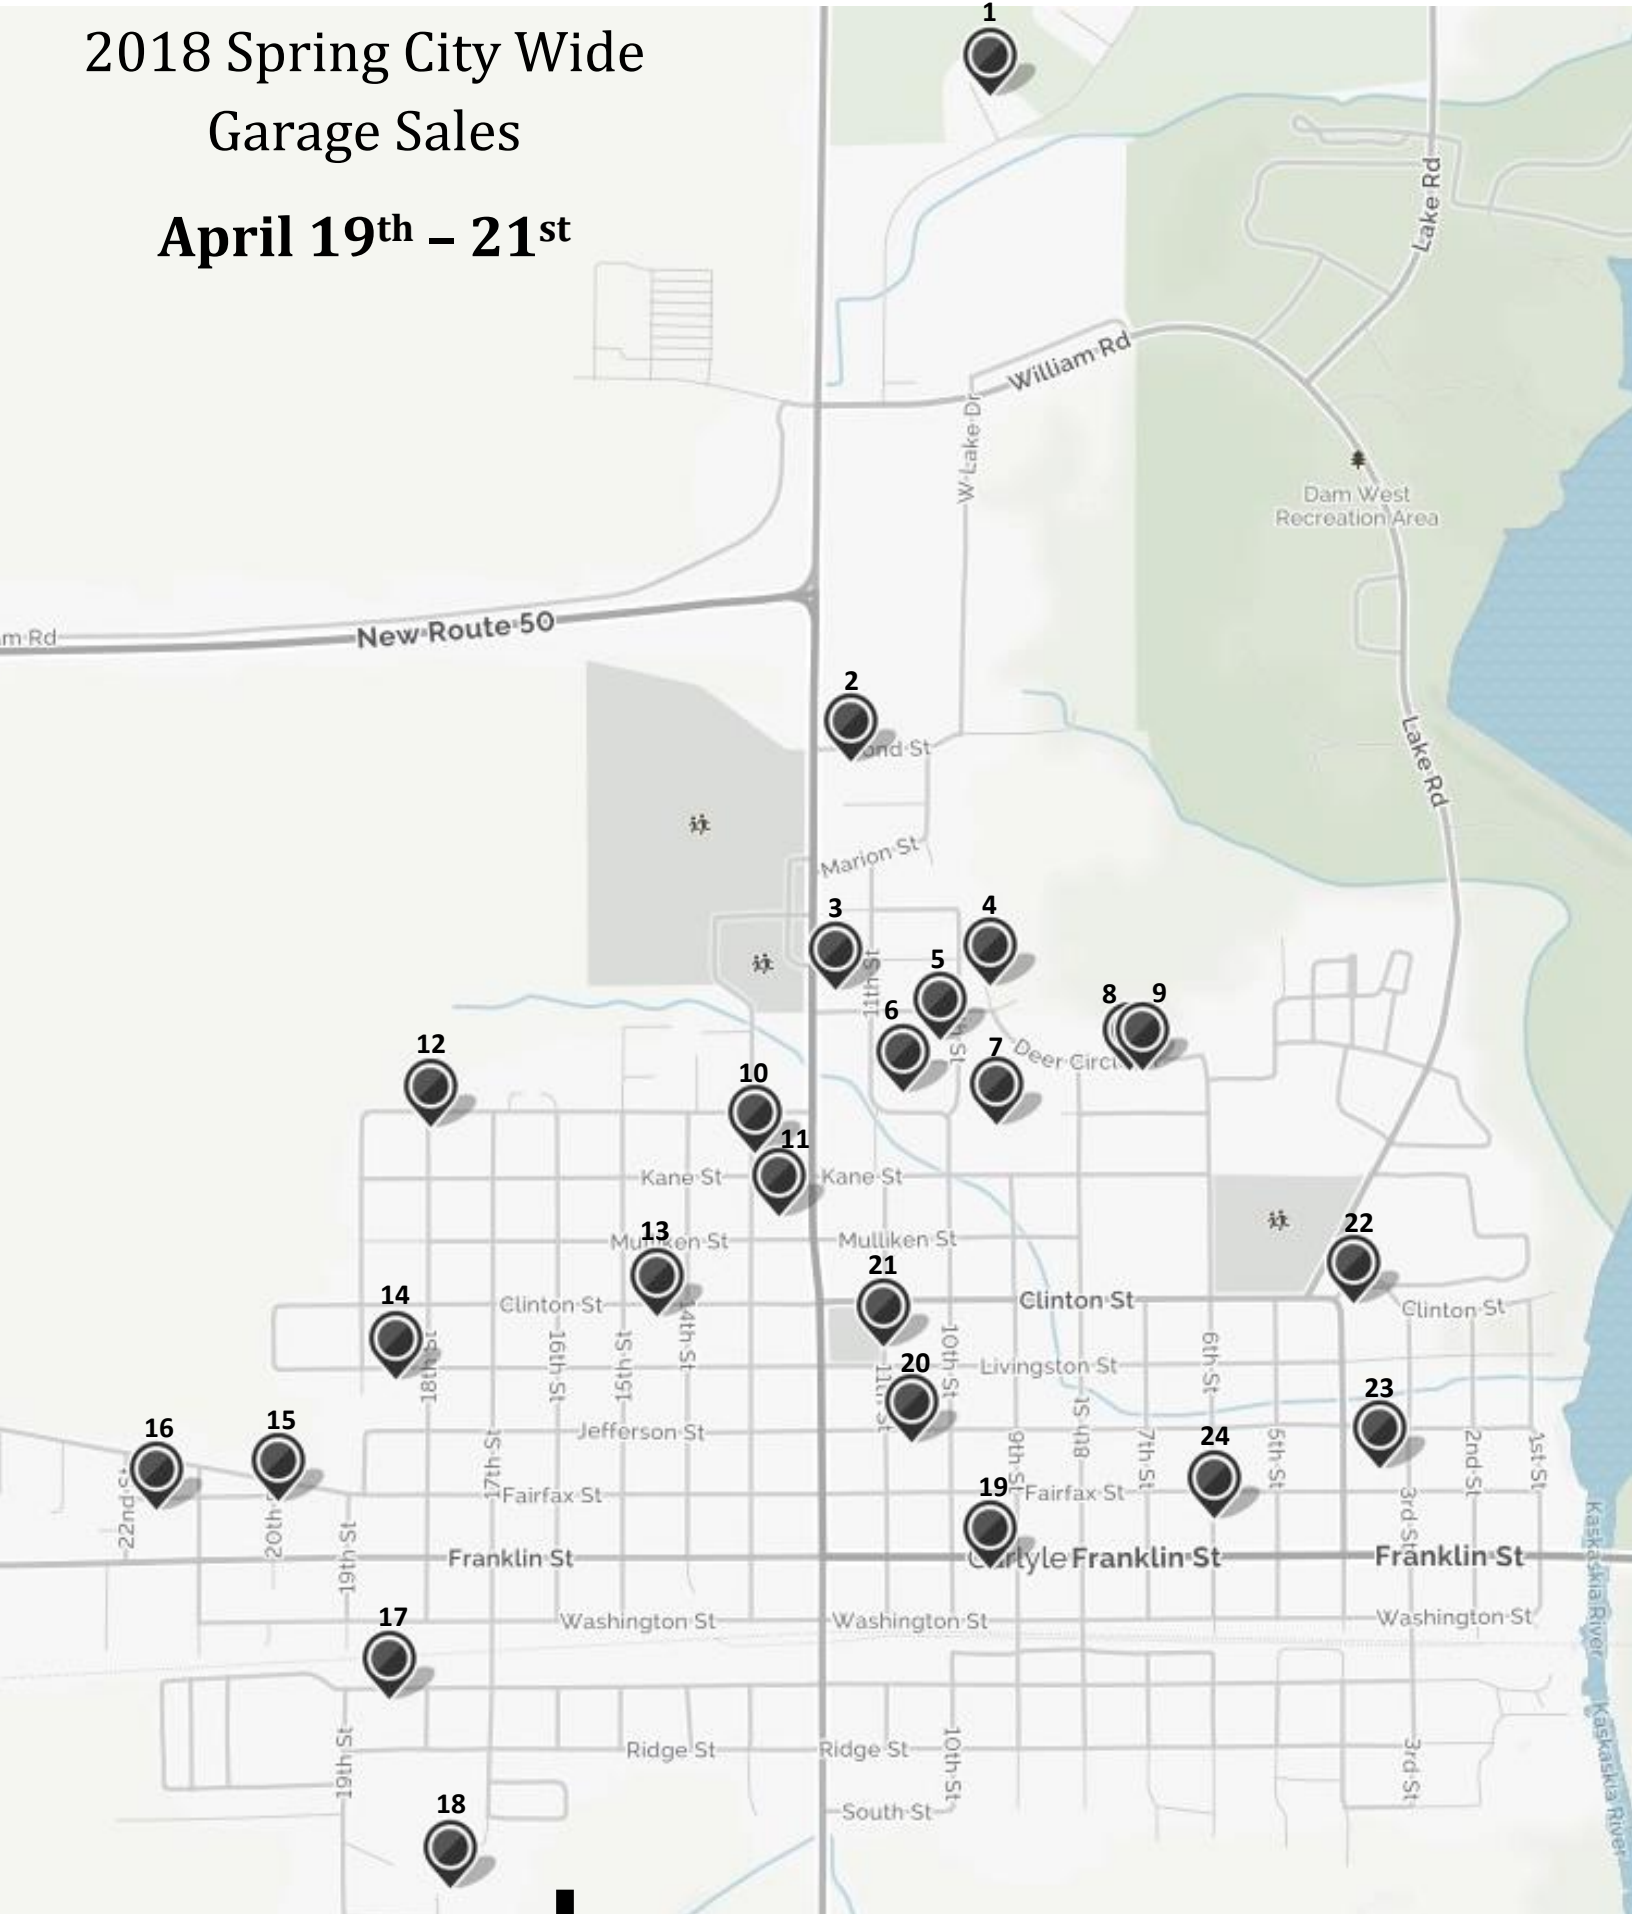 2018 Spring City Wide
Garage Sales
April 19th – 21st
1
Lake Rd
William Rd
W Lake Dr
Dam West
Recreation Area
New Route 50
Lake Rd
2
Marion St
3
4
5
6
11th St
7
8
9
Deer
10
11
12
Kane St
Kane St
13
Mulliken St
14
21
22
Clinton St
Clinton St
Clinton St
18th St
16th St
15th St
14th St
10th St
20
Livingston St
6th St
11th St
23
16
15
Jefferson St
24
17th St
9th St
8th St
7th St
5th St
2nd St
1st St
19
Fairfax St
Fairfax St
22nd St
20th
19th St
3rd St
Franklin St
Carlyle
Franklin St
Franklin St
Kaskaskia River
17
Washington St
Washington St
Washington St
19th St
Ridge St
Ridge St
10th St
3rd St
Kaskaskia River
18
South St